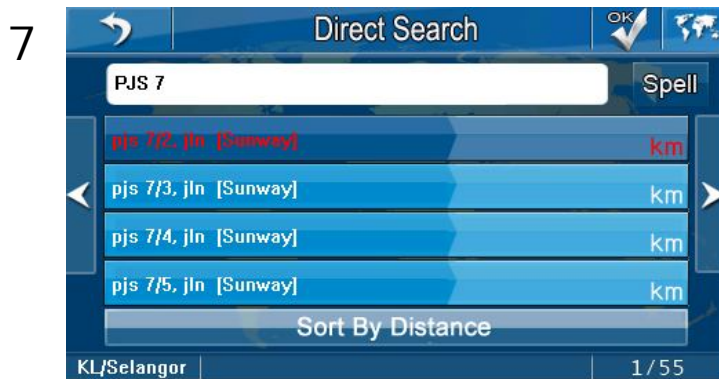 7
Direct Search
OK
PJS 7
Spell
pjs 7/2, jln [Sunway]
km
pjs 7/3, jln [Sunway]
km
pjs 7/4, jln [Sunway]
km
pjs 7/5, jln [Sunway]
km
Sort By Distance
KL/Selangor
1/55